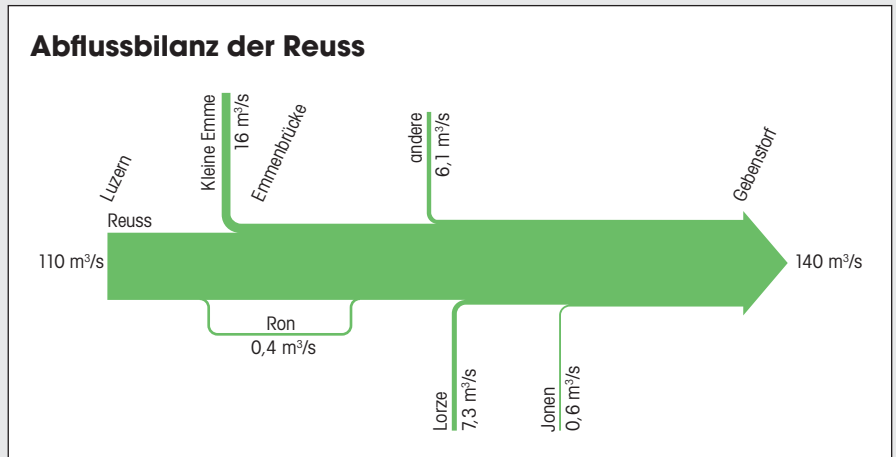 Abflussbilanz der Reuss
Luzern
Kleine Emme
16 m³/s
Emmenbrücke
andere
6,1 m³/s
Gebenstorf
Reuss
110 m³/s
140 m³/s
Ron
0,4 m³/s
Lorze
7,3 m³/s
Jonen
0,6 m³/s